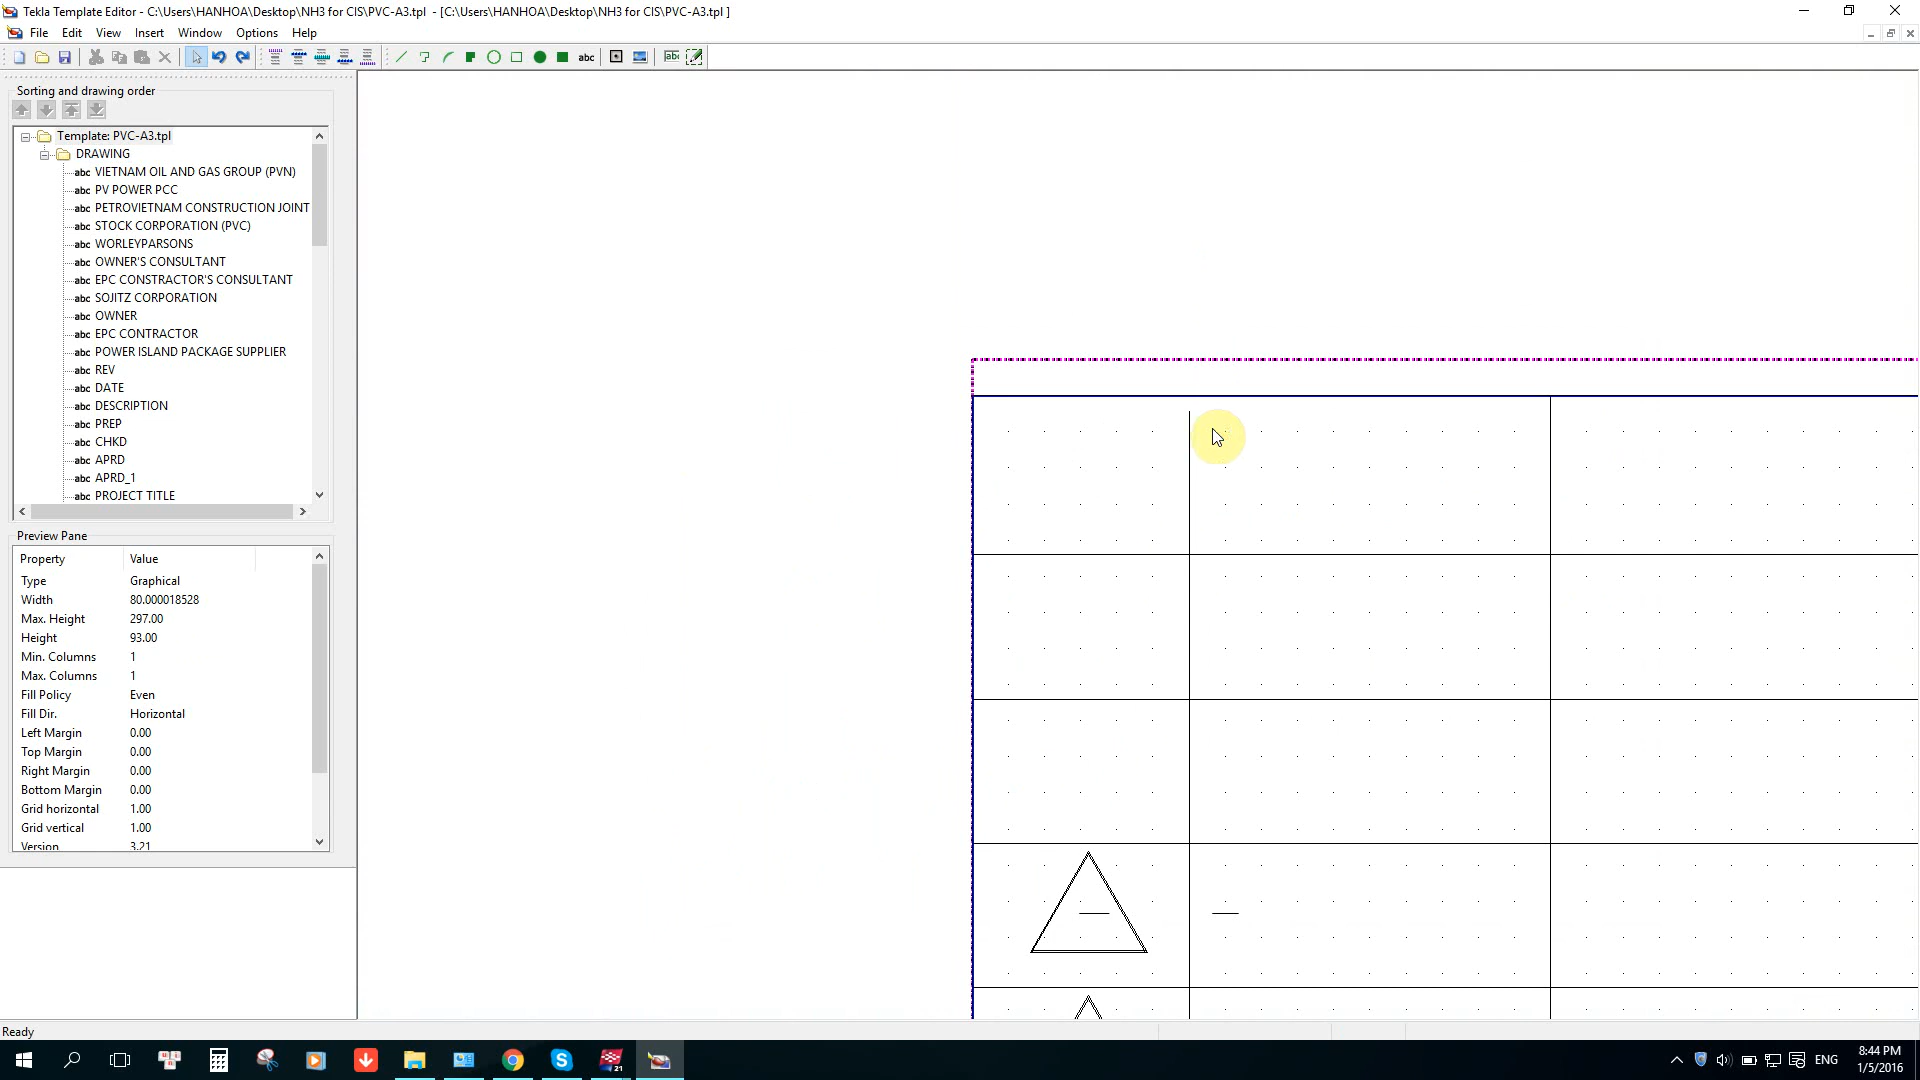 Tekla Template Editor - C:\Users\HANHOA\Desktop\NH3 for CIS\PVC-A3.tpl - [C:\Users\HANHOA\Desktop\NH3 for CIS\PVC-A3.tpl ]
File Edit View Insert Window Options Help
abc abc
Sorting and drawing order
Template: PVC-A3.tpl
DRAWING
abc VIETNAM OIL AND GAS GROUP (PVN)
abc PV POWER PCC
abc PETROVIETNAM CONSTRUCTION JOINT
abc STOCK CORPORATION (PVC)
abc WORLEYPARSONS
abc OWNER'S CONSULTANT
abc EPC CONSTRACTOR'S CONSULTANT
abc SOJITZ CORPORATION
abc OWNER
abc EPC CONTRACTOR
abc POWER ISLAND PACKAGE SUPPLIER
abc REV
abc DATE
abc DESCRIPTION
abc PREP
abc CHKD
abc APRD
abc APRD_1
abc PROJECT TITLE
Preview Pane
Property Value
Type Graphical
Width 80.000018528
Max. Height 297.00
Height 93.00
Min. Columns 1
Max. Columns 1
Fill Policy Even
Fill Dir. Horizontal
Left Margin 0.00
Top Margin 0.00
Right Margin 0.00
Bottom Margin 0.00
Grid horizontal 1.00
Grid vertical 1.00
Version 3.21
Ready
21
ENG
8:44 PM
1/5/2016